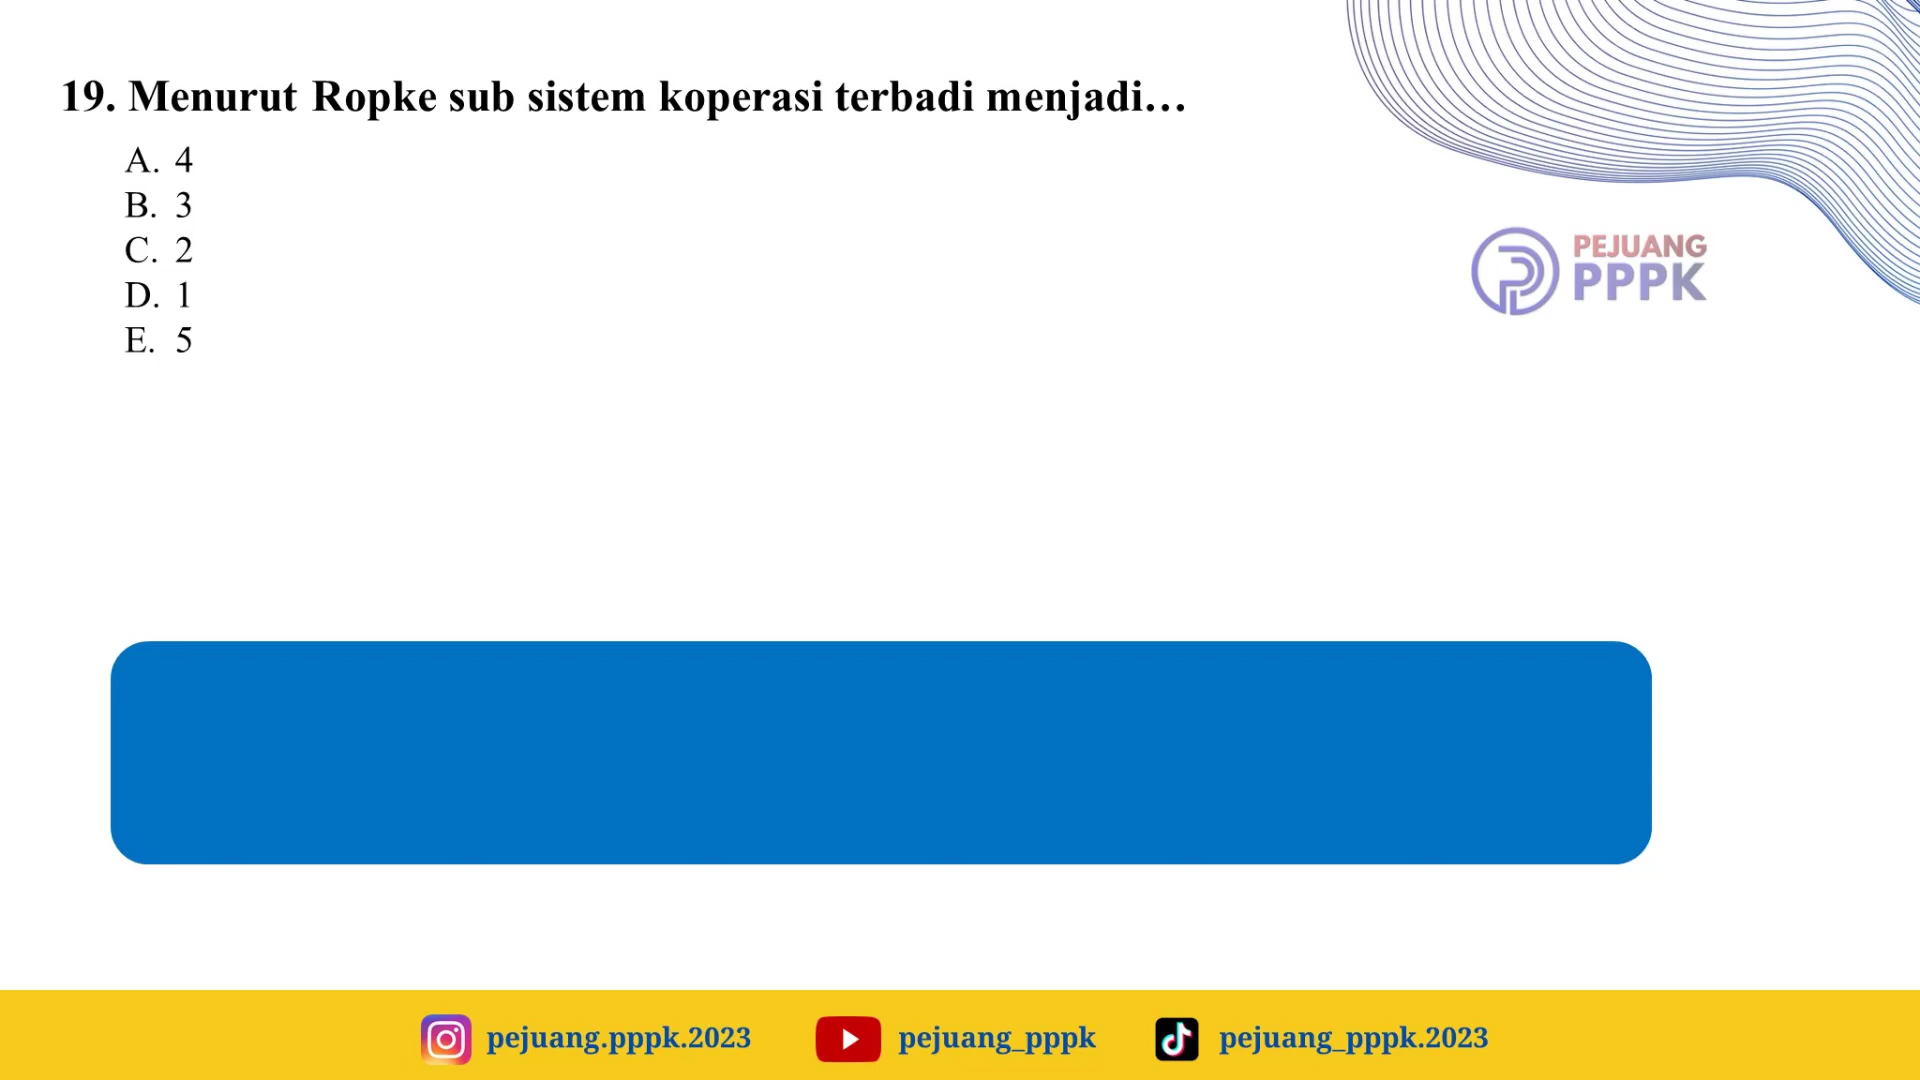 19. Menurut Ropke sub sistem koperasi terbadi menjadi...
A. 4
B. 3
C. 2
D. 1
E. 5
PEJUANG
PPPK
pejuang.pppk.2023
pejuang_pppk
pejuang_pppk.2023